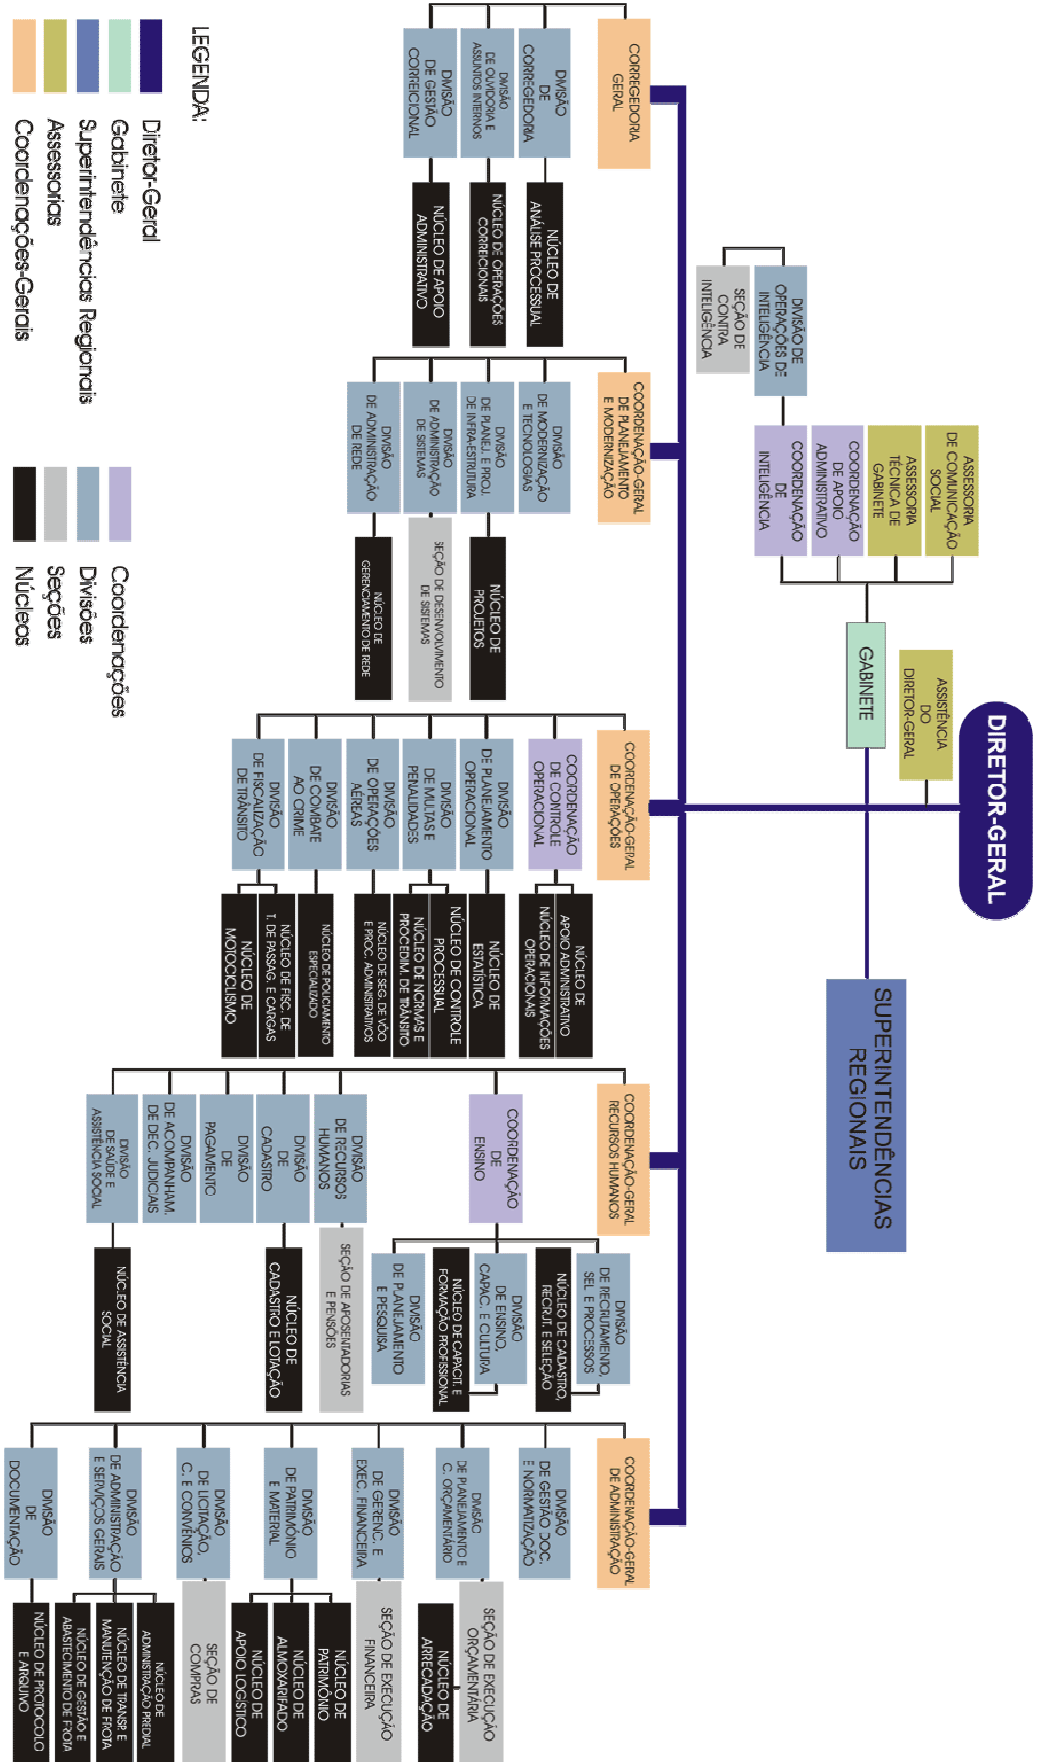 DIRETOR-GERAL
ASSISTÊNCIA
DO
DIRETOR-GERAL
GABINETE
SUPERINTENDÊNCIAS
REGIONAIS
ASSESSORIA
DE COMUNICAÇÃO
SOCIAL
ASSESSORIA
TÉCNICA DE
GABINETE
COORDENAÇÃO
DE APOIO
ADMINISTRATIVO
COORDENAÇÃO
DE
INTELIGÊNCIA
DIVISÃO DE
OPERAÇÕES DE
INTELIGÊNCIA
SEÇÃO DE
CONTRA
INTELIGÊNCIA
CORREGEDORIA
GERAL
DIVISÃO
DE
CORREGEDORIA
NÚCLEO DE
ANÁLISE PROCESSUAL
DIVISÃO
DE OUVIDORIA E
ASSUNTOS INTERNOS
NÚCLEO DE OPERAÇÕES
CORREICIONAIS
DIVISÃO
DE GESTÃO
CORREICIONAL
NÚCLEO DE APOIO
ADMINISTRATIVO
COORDENAÇÃO-GERAL
DE PLANEJAMENTO
E MODERNIZAÇÃO
DIVISÃO
DE MODERNIZAÇÃO
E TECNOLOGIAS
DIVISÃO
DE PLANEJ. E PROJ.
DE INFRA-ESTRUTURA
NÚCLEO DE
PROJETOS
DIVISÃO
DE ADMINISTRAÇÃO
DE SISTEMAS
SEÇÃO DE DESENVOLVIMENTO
DE SISTEMAS
DIVISÃO
DE ADMINISTRAÇÃO
DE REDE
NÚCLEO DE
GERENCIAMENTO DE REDE
COORDENAÇÃO-GERAL
DE OPERAÇÕES
COORDENAÇÃO
DE CONTROLE
OPERACIONAL
NÚCLEO DE
APOIO ADMINISTRATIVO
NÚCLEO DE INFORMAÇÕES
OPERACIONAIS
DIVISÃO
DE PLANEJAMENTO
OPERACIONAL
NÚCLEO DE
ESTATÍSTICA
DIVISÃO
DE MULTAS E
PENALIDADES
NÚCLEO DE CONTROLE
PROCESSUAL
NÚCLEO DE NORMAS E
PROCEDIM. DE TRÂNSITO
DIVISÃO
DE OPERAÇÕES
AÉREAS
NÚCLEO DE SEG. DE VÔO
E PROC. ADMINISTRATIVOS
DIVISÃO
DE COMBATE
AO CRIME
NÚCLEO DE POLICIAMENTO
ESPECIALIZADO
DIVISÃO
DE FISCALIZAÇÃO
DE TRÂNSITO
NÚCLEO DE FISC. DE
T. DE PASSAG. E CARGAS
NÚCLEO DE
MOTOCICLISMO
COORDENAÇÃO-GERAL
RECURSOS HUMANOS
COORDENAÇÃO
DE
ENSINO
DIVISÃO
DE RECRUTAMENTO,
SEL. E PROCESSOS
NÚCLEO DE CADASTRO,
RECRUT. E SELEÇÃO
DIVISÃO
DE ENSINO,
CAPAC. E CULTURA
NÚCLEO DE CAPACIT. E
FORMAÇÃO PROFISSIONAL
DIVISÃO
DE PLANEJAMENTO
E PESQUISA
DIVISÃO
DE RECURSOS
HUMANOS
SEÇÃO DE APOSENTADORIAS
E PENSÕES
DIVISÃO
DE
CADASTRO
NÚCLEO DE
CADASTRO E LOTAÇÃO
DIVISÃO
DE
PAGAMENTO
DIVISÃO
DE ACOMPANHAM.
DE DEC. JUDICIAIS
DIVISÃO
DE SAÚDE E
ASSISTÊNCIA SOCIAL
NÚCLEO DE ASSISTÊNCIA
SOCIAL
COORDENAÇÃO-GERAL
DE ADMINISTRAÇÃO
DIVISÃO
DE GESTÃO DOC.
E NORMATIZAÇÃO
DIVISÃO
DE PLANEJAMENTO E
C. ORÇAMENTÁRIO
SEÇÃO DE EXECUÇÃO
ORÇAMENTÁRIA
NÚCLEO DE
ARRECADAÇÃO
DIVISÃO
DE GERENC. E
EXEC. FINANCEIRA
SEÇÃO DE EXECUÇÃO
FINANCEIRA
DIVISÃO
DE PATRIMÔNIO
E MATERIAL
NÚCLEO DE
PATRIMÔNIO
NÚCLEO DE
ALMOXARIFADO
NÚCLEO DE
APOIO LOGÍSTICO
DIVISÃO
DE LICITAÇÃO,
C. E CONVÊNIOS
SEÇÃO DE
COMPRAS
DIVISÃO
DE ADMINISTRAÇÃO
E SERVIÇOS GERAIS
NÚCLEO DE
ADMINISTRAÇÃO PREDIAL
NÚCLEO DE TRANSP. E
MANUTENÇÃO DE FROTA
NÚCLEO DE GESTÃO E
ABASTECIMENTO DE FROTA
DIVISÃO
DE
DOCUMENTAÇÃO
NÚCLEO DE PROTOCOLO
E ARQUIVO
LEGENDA:
Diretor-Geral
Gabinete
Superintendências Regionais
Assessorias
Coordenações-Gerais
Coordenações
Divisões
Seções
Núcleos